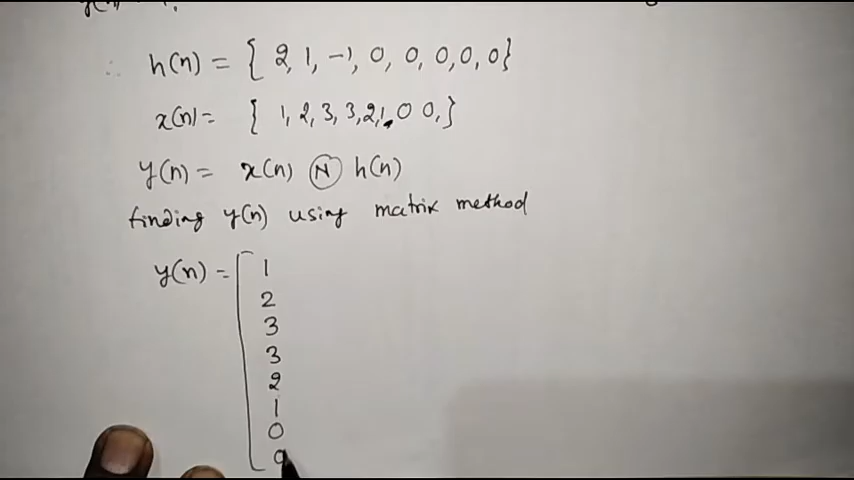 ∴ h(n) = { 2, 1, -1, 0, 0, 0, 0, 0}
x(n) = { 1, 2, 3, 3, 2, 1, 0 0, }
y(n) = x(n) Ⓝ h(n)
finding y(n) using matrix method
y(n) = [ 1
2
3
3
2
1
0
0